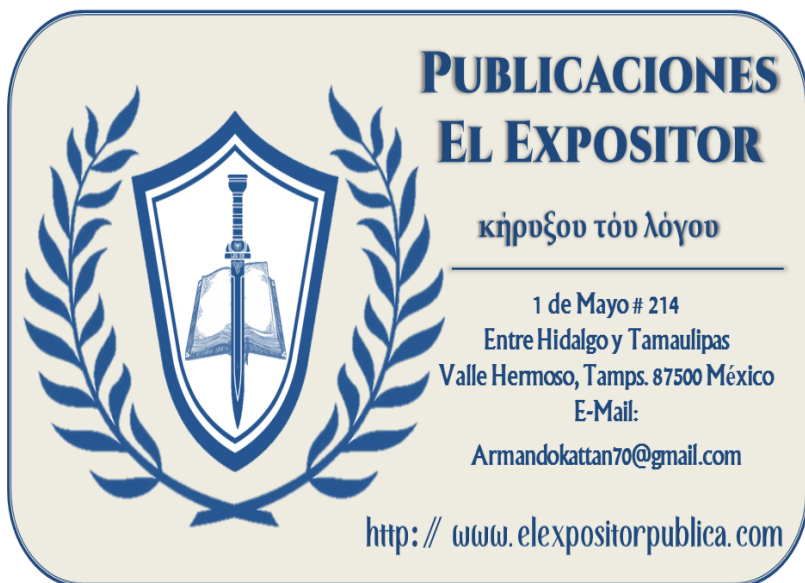 PUBLICACIONES
EL EXPOSITOR
κήρυξου τόυ λόγου
1 de Mayo # 214
Entre Hidalgo y Tamaulipas
Valle Hermoso, Tamps. 87500 México
E-Mail:
Armandokattan70@gmail.com
http: // www. elexpositorpublica. com